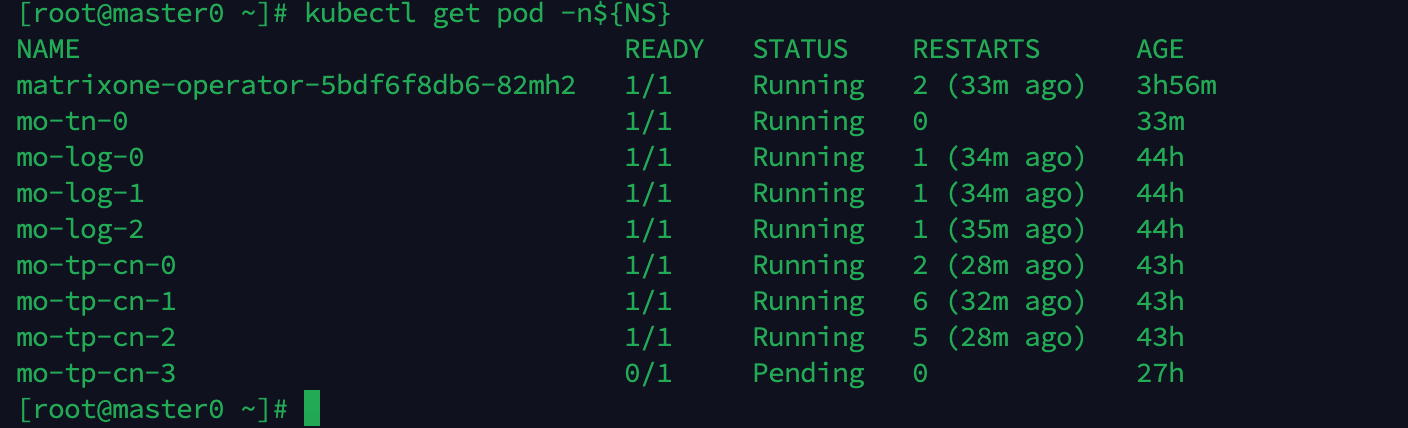 [root@master0 ~]# kubectl get pod -n${NS}
NAME READY STATUS RESTARTS AGE
matrixone-operator-5bdf6f8db6-82mh2 1/1 Running 2 (33m ago) 3h56m
mo-tn-0 1/1 Running 0 33m
mo-log-0 1/1 Running 1 (34m ago) 44h
mo-log-1 1/1 Running 1 (34m ago) 44h
mo-log-2 1/1 Running 1 (35m ago) 44h
mo-tp-cn-0 1/1 Running 2 (28m ago) 43h
mo-tp-cn-1 1/1 Running 6 (32m ago) 43h
mo-tp-cn-2 1/1 Running 5 (28m ago) 43h
mo-tp-cn-3 0/1 Pending 0 27h
[root@master0 ~]#